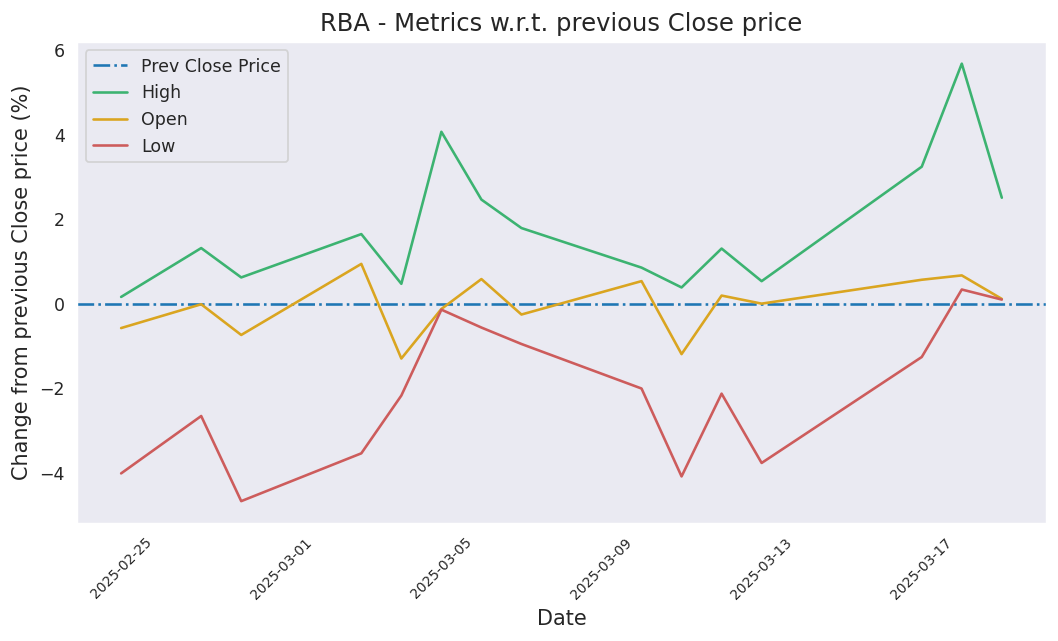 RBA - Metrics w.r.t. previous Close price
Change from previous Close price (%)
6
4
2
0
−2
−4
Prev Close Price
High
Open
Low
2025-02-25
2025-03-01
2025-03-05
2025-03-09
2025-03-13
2025-03-17
Date